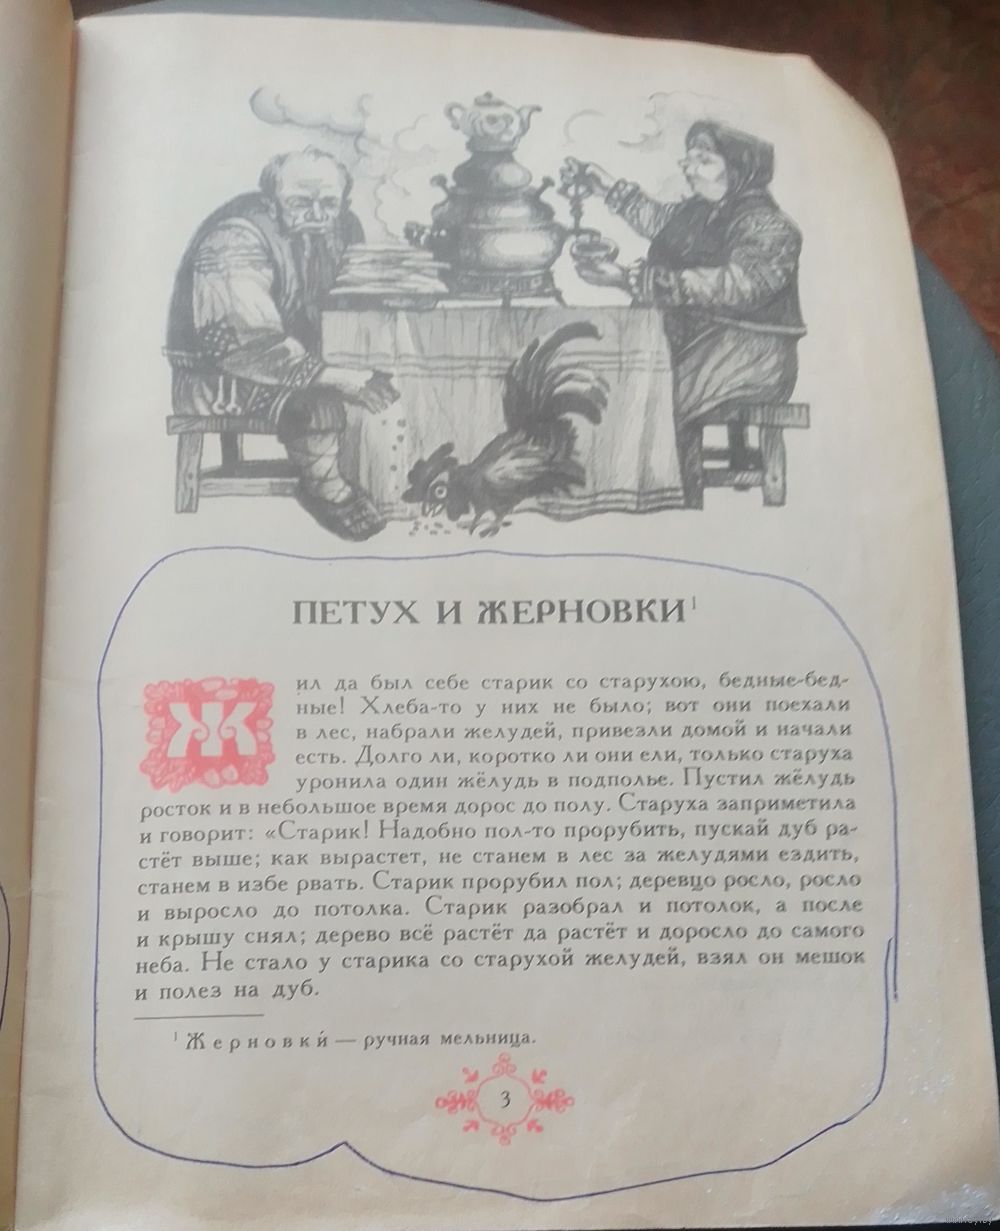 ПЕТУХ И ЖЕРНОВКИ¹
Жил да был себе старик со старухою, бедные-бед-
ные! Хлеба-то у них не было; вот они поехали
в лес, набрали желудей, привезли домой и начали
есть. Долго ли, коротко ли они ели, только старуха
уронила один жёлудь в подполье. Пустил жёлудь
росток и в небольшое время дорос до полу. Старуха заприметила
и говорит: «Старик! Надобно пол-то прорубить, пускай дуб ра-
стёт выше; как вырастет, не станем в лес за желудями ездить,
станем в избе рвать. Старик прорубил пол; деревцо росло, росло
и выросло до потолка. Старик разобрал и потолок, а после
и крышу снял; дерево всё растёт да растёт и доросло до самого
неба. Не стало у старика со старухой желудей, взял он мешок
и полез на дуб.
¹ Жерновки́ — ручная мельница.
3